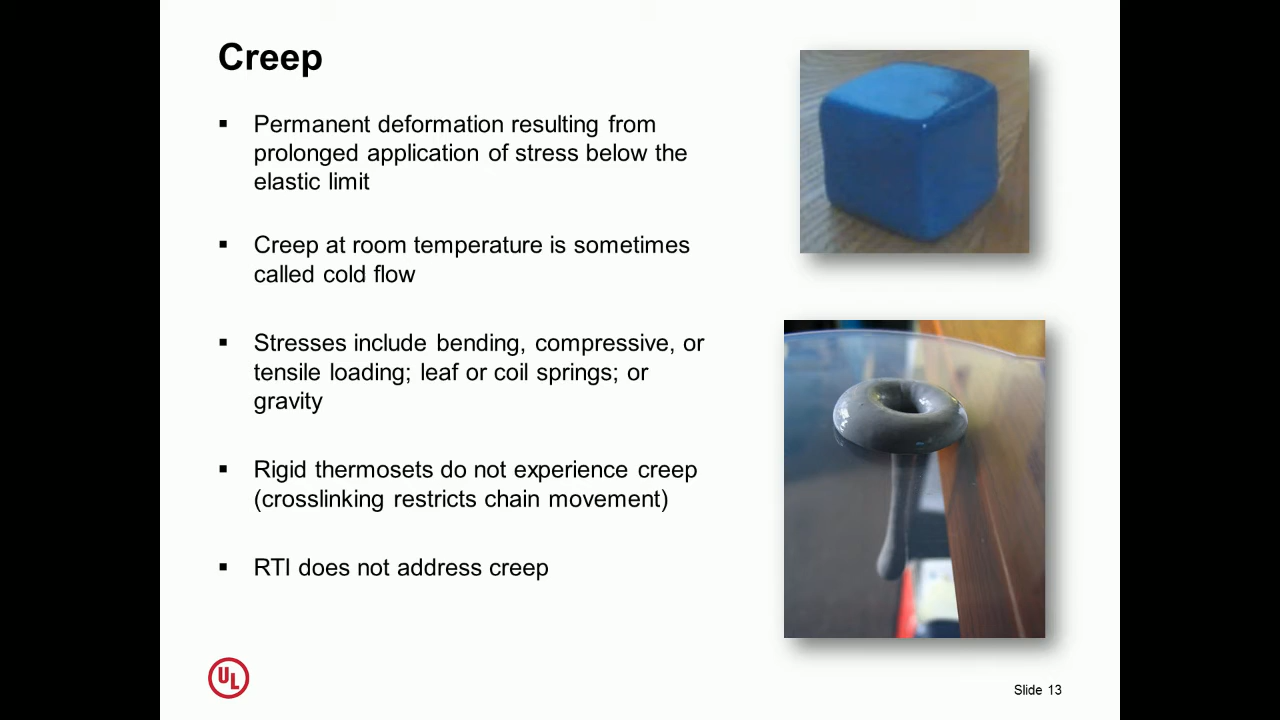 Creep
▪ Permanent deformation resulting from
prolonged application of stress below the
elastic limit
▪ Creep at room temperature is sometimes
called cold flow
▪ Stresses include bending, compressive, or
tensile loading; leaf or coil springs; or
gravity
▪ Rigid thermosets do not experience creep
(crosslinking restricts chain movement)
▪ RTI does not address creep
UL
Slide 13